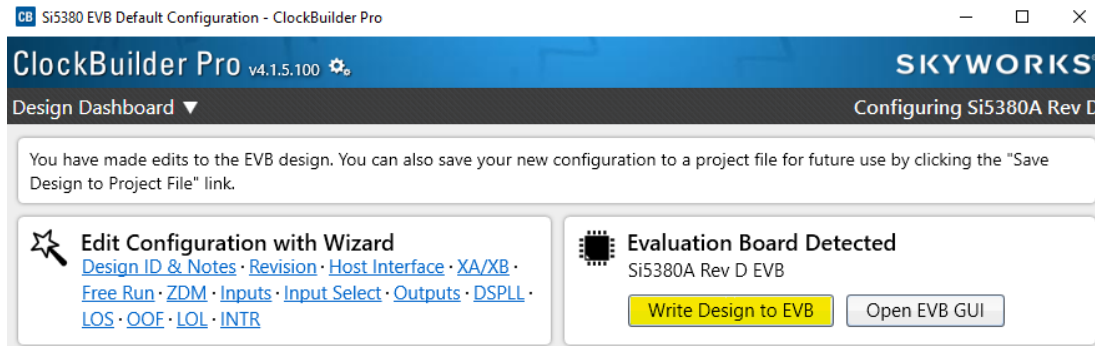 CB Si5380 EVB Default Configuration - ClockBuilder Pro
ClockBuilder Pro v4.1.5.100
SKYWORKS
Design Dashboard ▼
Configuring Si5380A Rev D
You have made edits to the EVB design. You can also save your new configuration to a project file for future use by clicking the "Save
Design to Project File" link.
Edit Configuration with Wizard
Design ID & Notes · Revision · Host Interface · XA/XB ·
Free Run · ZDM · Inputs · Input Select · Outputs · DSPLL ·
LOS · OOF · LOL · INTR
Evaluation Board Detected
Si5380A Rev D EVB
Write Design to EVB
Open EVB GUI